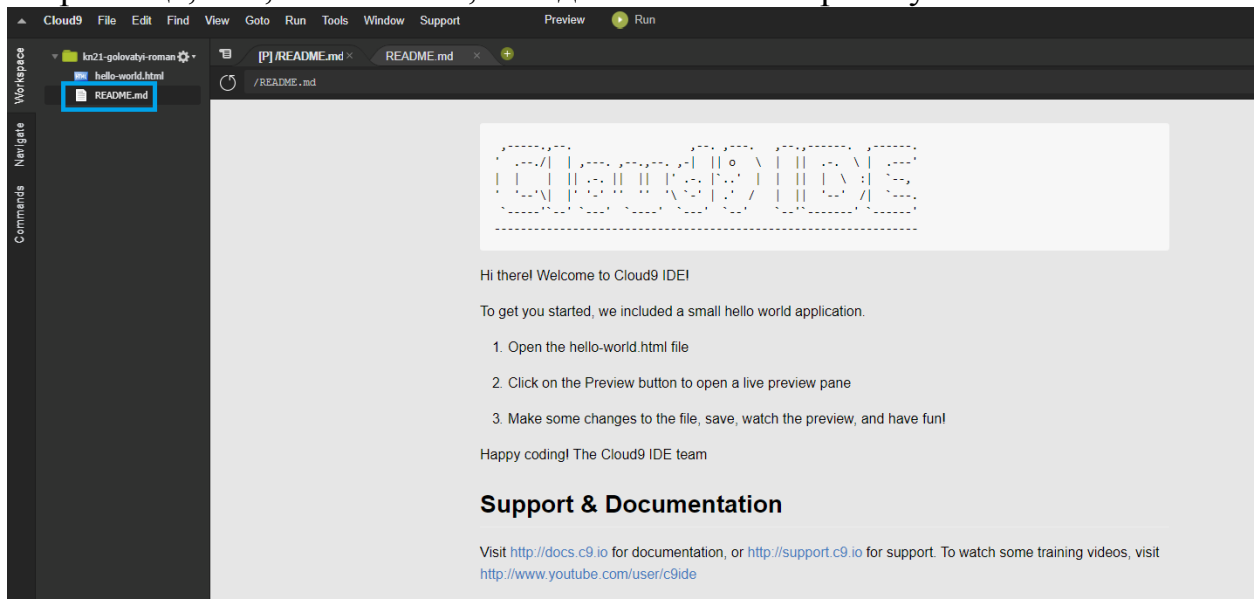 Cloud9 File Edit Find View Goto Run Tools Window Support Preview Run
Workspace
Navigate
Commands
kn21-golovatyi-roman
hello-world.html
README.md
[P] /README.md × README.md ×
/README.md
Cloud9 IDE
Hi there! Welcome to Cloud9 IDE!
To get you started, we included a small hello world application.
1. Open the hello-world.html file
2. Click on the Preview button to open a live preview pane
3. Make some changes to the file, save, watch the preview, and have fun!
Happy coding! The Cloud9 IDE team
Support & Documentation
Visit http://docs.c9.io for documentation, or http://support.c9.io for support. To watch some training videos, visit
http://www.youtube.com/user/c9ide